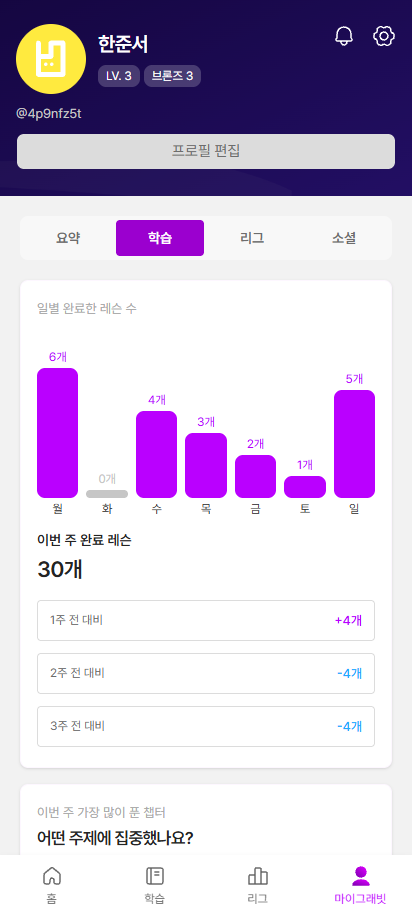 한준서
LV. 3 브론즈 3
@4p9nfz5t
프로필 편집
요약 학습 리그 소셜
일별 완료한 레슨 수
6개 0개 4개 3개 2개 1개 5개
월 화 수 목 금 토 일
이번 주 완료 레슨
30개
1주 전 대비 +4개
2주 전 대비 -4개
3주 전 대비 -4개
이번 주 가장 많이 푼 챕터
어떤 주제에 집중했나요?
홈 학습 리그 마이그래빗